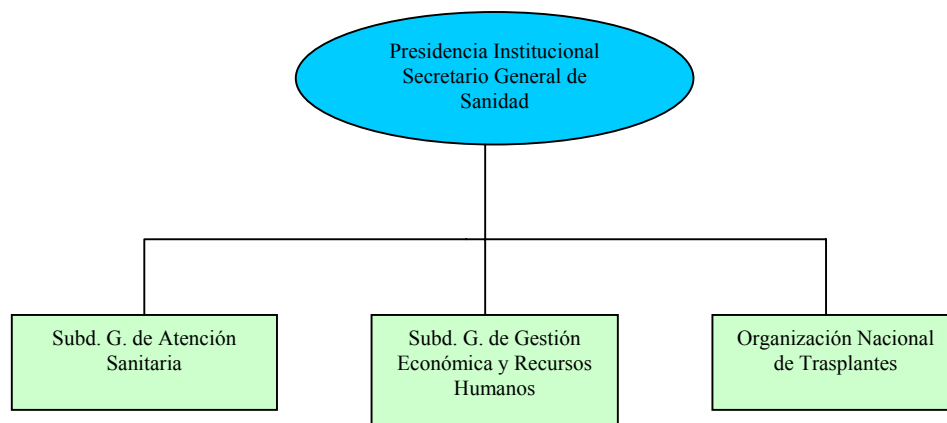 Presidencia Institucional
Secretario General de
Sanidad
Subd. G. de Atención
Sanitaria
Subd. G. de Gestión
Económica y Recursos
Humanos
Organización Nacional
de Trasplantes